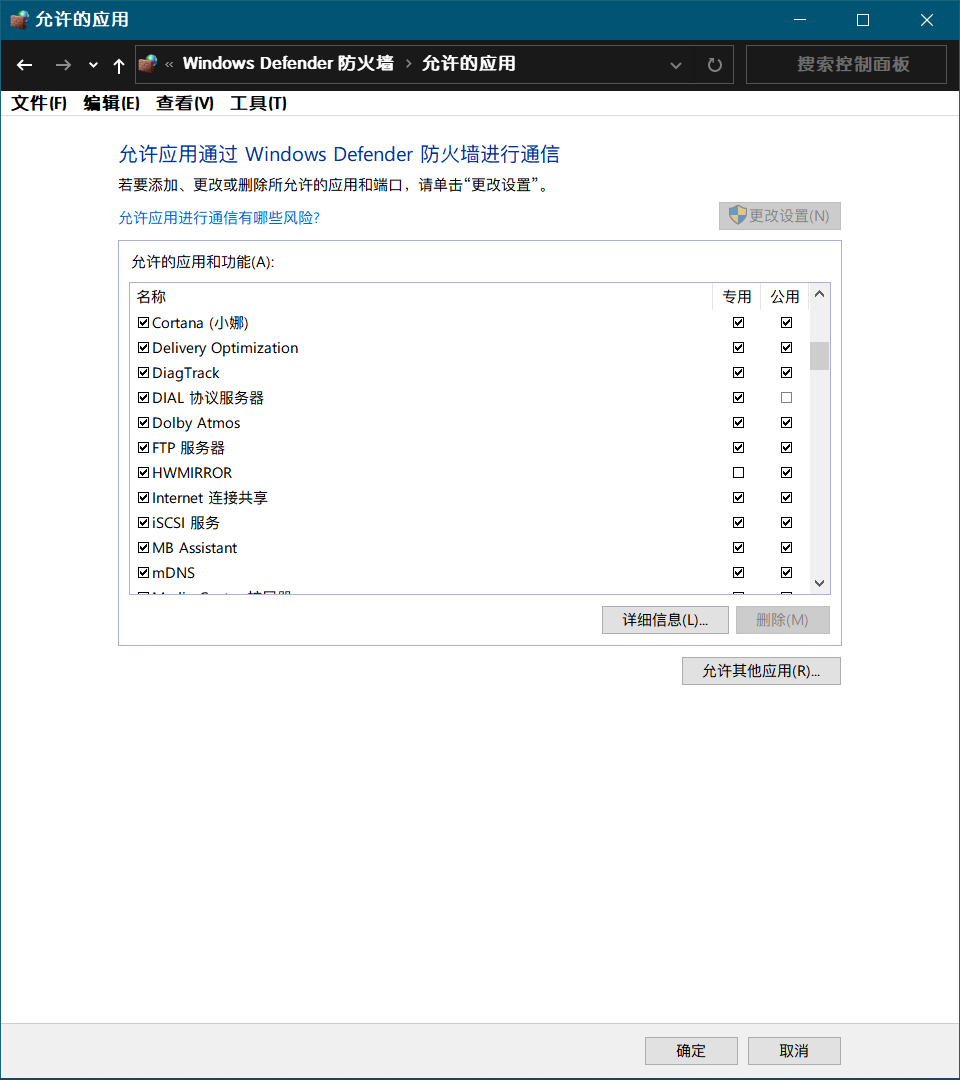 允许的应用
« Windows Defender 防火墙 › 允许的应用
搜索控制面板
文件(F) 编辑(E) 查看(V) 工具(T)
允许应用通过 Windows Defender 防火墙进行通信
若要添加、更改或删除所允许的应用和端口，请单击“更改设置”。
允许应用进行通信有哪些风险?
更改设置(N)
允许的应用和功能(A):
名称 专用 公用
Cortana (小娜)
Delivery Optimization
DiagTrack
DIAL 协议服务器
Dolby Atmos
FTP 服务器
HWMIRROR
Internet 连接共享
iSCSI 服务
MB Assistant
mDNS
详细信息(L)... 删除(M)
允许其他应用(R)...
确定 取消